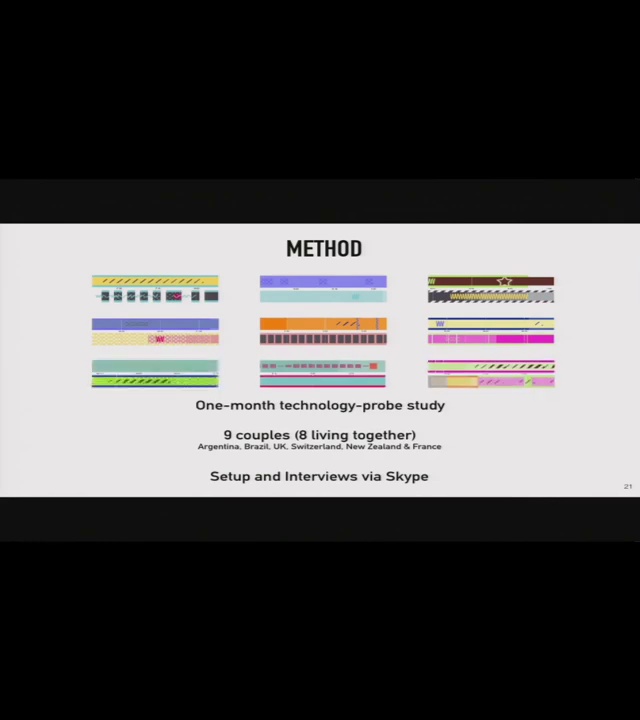 METHOD
One-month technology-probe study
9 couples (8 living together)
Argentina, Brazil, UK, Switzerland, New Zealand & France
Setup and Interviews via Skype
21